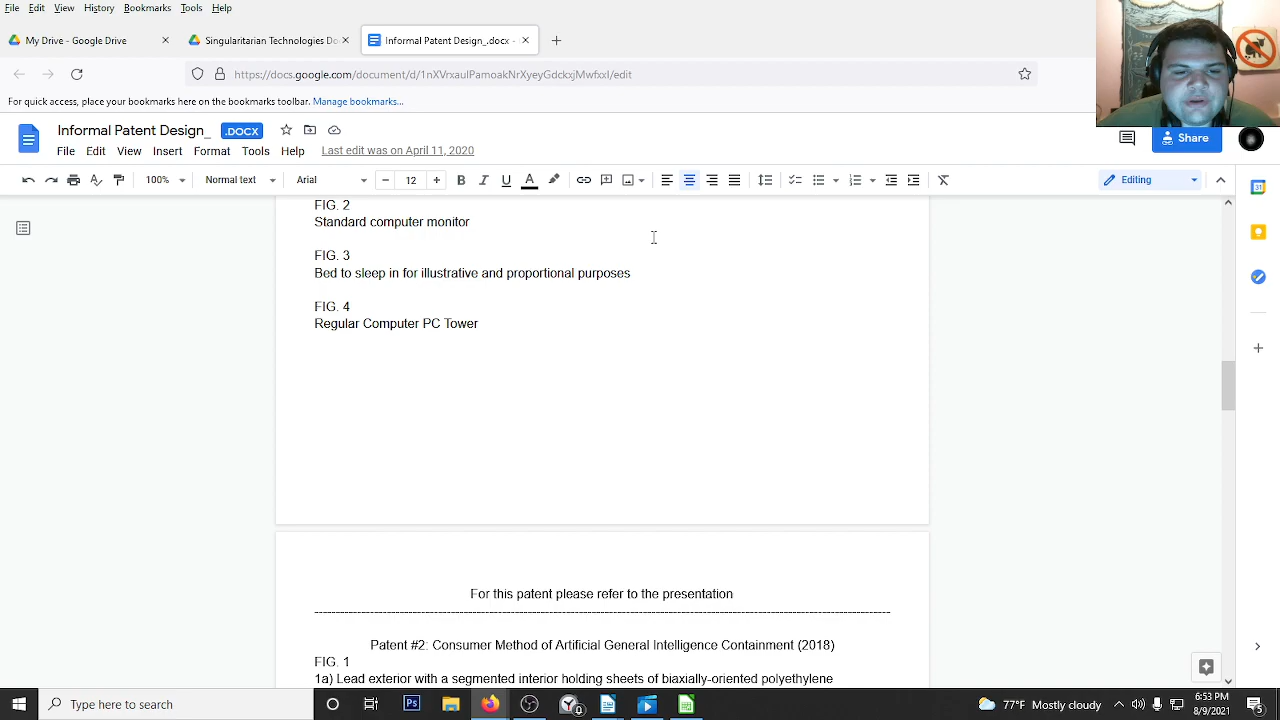 File Edit View History Bookmarks Tools Help
My Drive - Google Drive
Singularitarian Technologies Do
Informal Patent Design_.docx -
https://docs.google.com/document/d/1nXVrxaulPamoakNrXyeyGdckxjMwfxxl/edit
For quick access, place your bookmarks here on the bookmarks toolbar. Manage bookmarks...
Informal Patent Design_ .DOCX
Share
File Edit View Insert Format Tools Help Last edit was on April 11, 2020
100% Normal text Arial 12 Editing
FIG. 2
Standard computer monitor
FIG. 3
Bed to sleep in for illustrative and proportional purposes
FIG. 4
Regular Computer PC Tower
For this patent please refer to the presentation
Patent #2: Consumer Method of Artificial General Intelligence Containment (2018)
FIG. 1
1a) Lead exterior with a segmented interior holding sheets of biaxially-oriented polyethylene
Type here to search
77°F Mostly cloudy
6:53 PM
8/9/2021